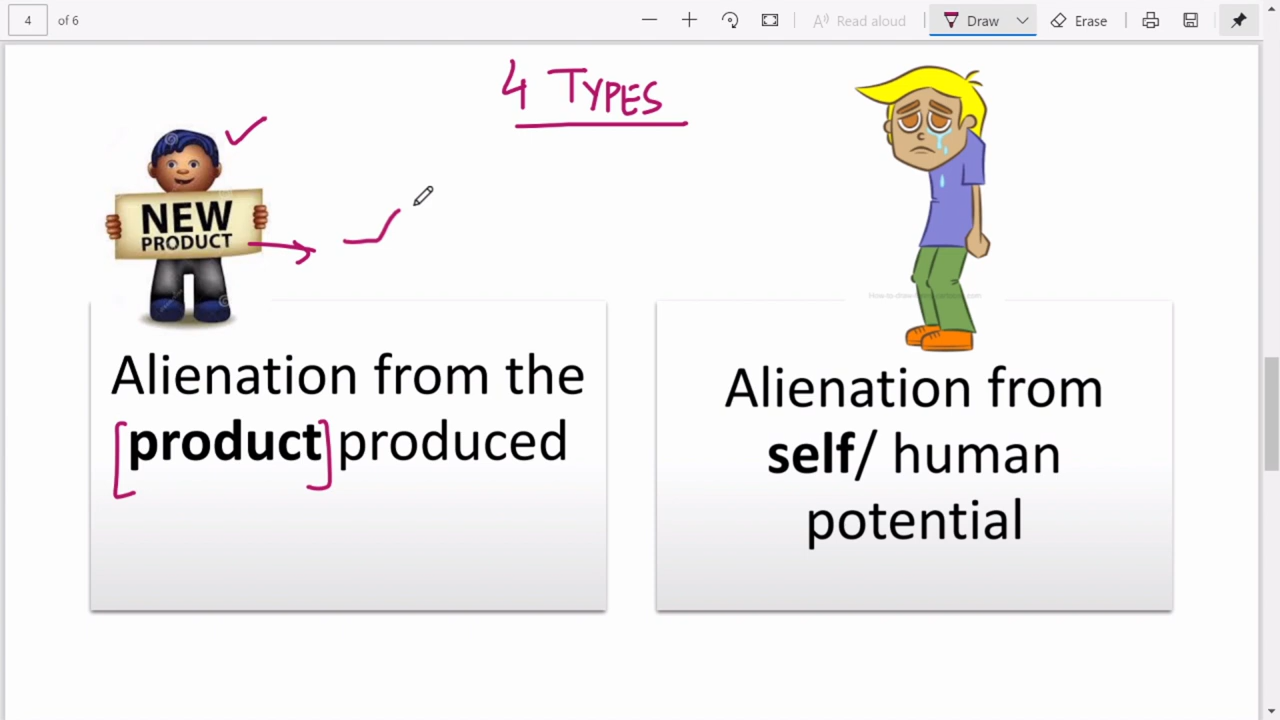 4 of 6
Read aloud
Draw
Erase
4 TYPES
NEW
PRODUCT
Alienation from the
[product] produced
Alienation from
self/ human
potential